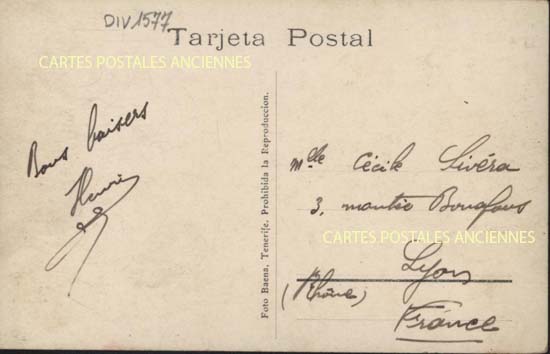 DIV1577
Tarjeta Postal
CARTES POSTALES ANCIENNES
Bons baisers
Henri
Foto Baena, Tenerife. Prohibida la Reproduccion.
Mlle Cécile Sivéra
3, montée Bonafous
CARTES POSTALES ANCIENNES
Lyon
(Rhône)
France